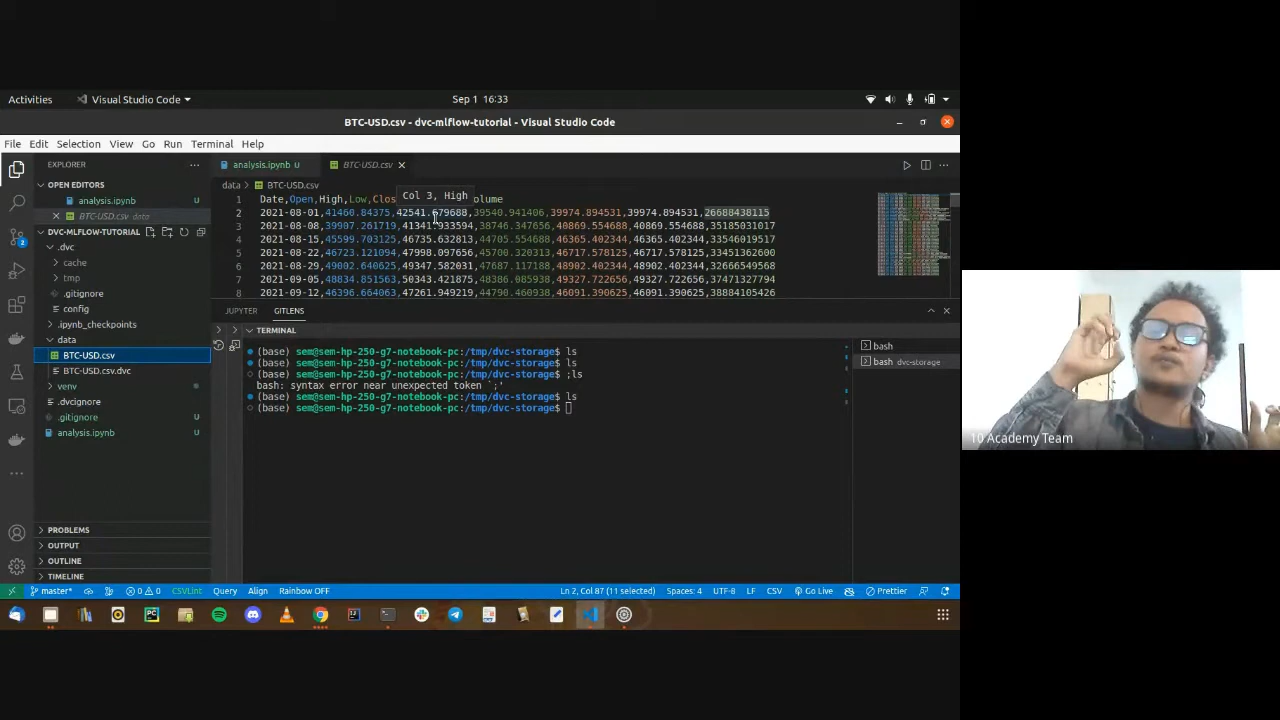 Activities
Visual Studio Code
Sep 1 16:33
BTC-USD.csv - dvc-mlflow-tutorial - Visual Studio Code
File Edit Selection View Go Run Terminal Help
EXPLORER
OPEN EDITORS
analysis.ipynb U
BTC-USD.csv data
DVC-MLFLOW-TUTORIAL
.dvc
cache
tmp
.gitignore
config
.ipynb_checkpoints
data
BTC-USD.csv
BTC-USD.csv.dvc
venv
.dvcignore
.gitignore U
analysis.ipynb U
PROBLEMS
OUTPUT
OUTLINE
TIMELINE
2
analysis.ipynb U
BTC-USD.csv
data > BTC-USD.csv
Col 3, High
1 Date,Open,High,Low,Clos olume
2 2021-08-01,41460.84375,42541.679688,39540.941406,39974.894531,39974.894531,26688438115
3 2021-08-08,39907.261719,41341.933594,38746.347656,40869.554688,40869.554688,35185031017
4 2021-08-15,45599.703125,46735.632813,44705.554688,46365.402344,46365.402344,33546019517
5 2021-08-22,46723.121094,47998.097656,45700.320313,46717.578125,46717.578125,33451362600
6 2021-08-29,49002.640625,49347.582031,47687.117188,48902.402344,48902.402344,32666549568
7 2021-09-05,48834.851563,50343.421875,48386.085938,49327.722656,49327.722656,37471327794
8 2021-09-12,46396.664063,47261.949219,44790.460938,46091.390625,46091.390625,38884105426
JUPYTER GITLENS
TERMINAL
(base) sem@sem-hp-250-g7-notebook-pc:/tmp/dvc-storage$ ls
(base) sem@sem-hp-250-g7-notebook-pc:/tmp/dvc-storage$ ls
(base) sem@sem-hp-250-g7-notebook-pc:/tmp/dvc-storage$ ;ls
bash: syntax error near unexpected token `;'
(base) sem@sem-hp-250-g7-notebook-pc:/tmp/dvc-storage$ ls
(base) sem@sem-hp-250-g7-notebook-pc:/tmp/dvc-storage$
bash
bash dvc-storage
master* 0 0 CSVLint Query Align Rainbow OFF Ln 2, Col 87 (11 selected) Spaces: 4 UTF-8 LF CSV Go Live Prettier
10 Academy Team